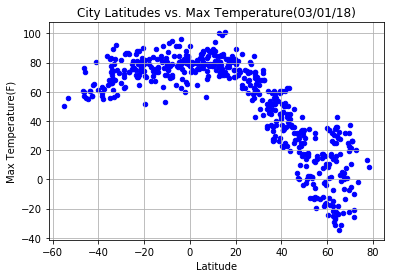 City Latitudes vs. Max Temperature(03/01/18)
Max Temperature(F)
100
80
60
40
20
0
−20
−40
−60 −40 −20 0 20 40 60 80
Latitude